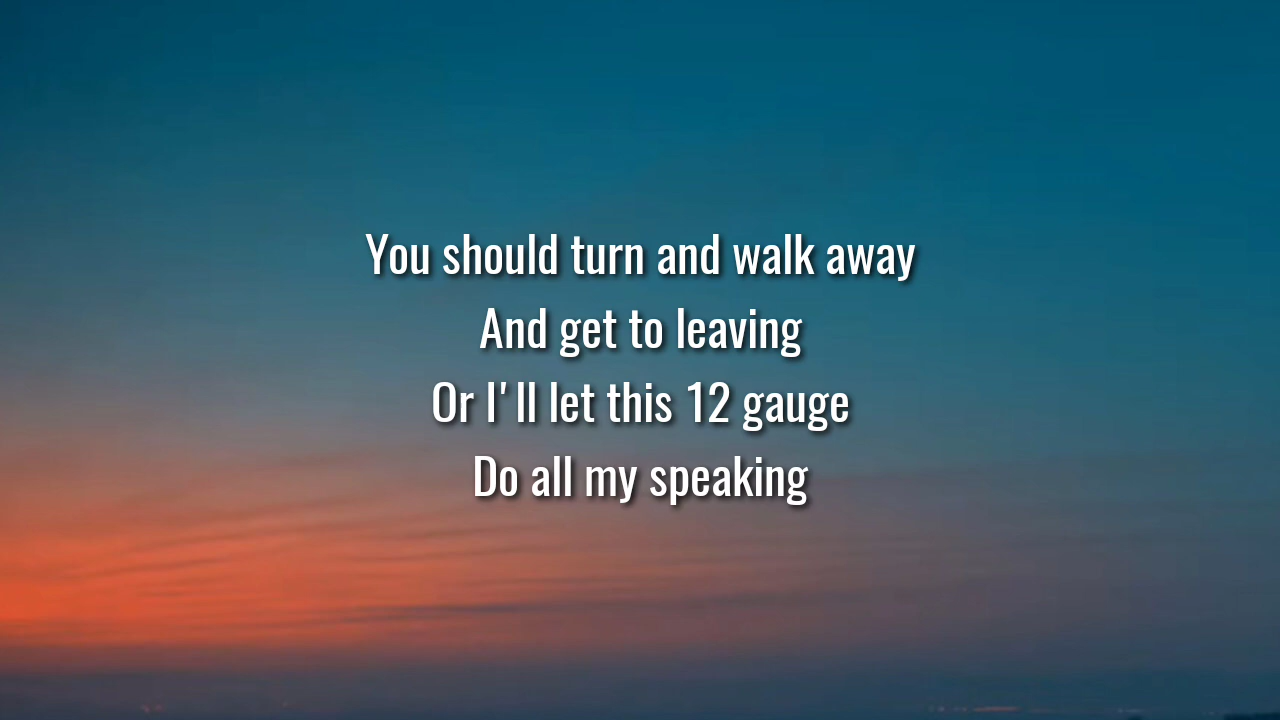 You should turn and walk away
And get to leaving
Or I'll let this 12 gauge
Do all my speaking